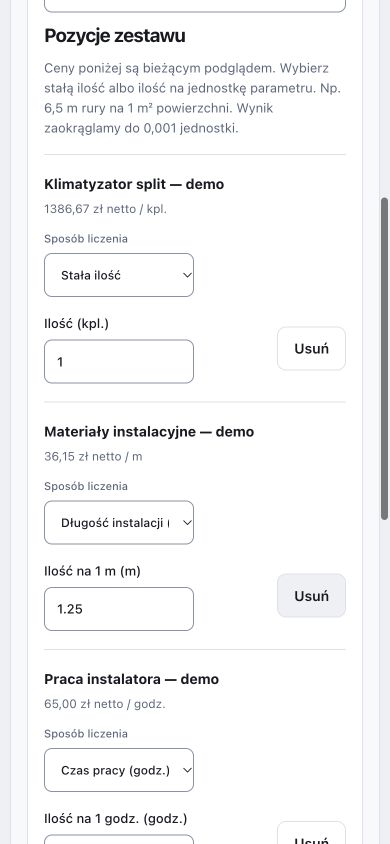 Pozycje zestawu
Ceny poniżej są bieżącym podglądem. Wybierz
stałą ilość albo ilość na jednostkę parametru. Np.
6,5 m rury na 1 m² powierzchni. Wynik
zaokrąglamy do 0,001 jednostki.
Klimatyzator split — demo
1386,67 zł netto / kpl.
Sposób liczenia
Stała ilość
Ilość (kpl.)
1
Usuń
Materiały instalacyjne — demo
36,15 zł netto / m
Sposób liczenia
Długość instalacji (
Ilość na 1 m (m)
1.25
Usuń
Praca instalatora — demo
65,00 zł netto / godz.
Sposób liczenia
Czas pracy (godz.)
Ilość na 1 godz. (godz.)
Usuń